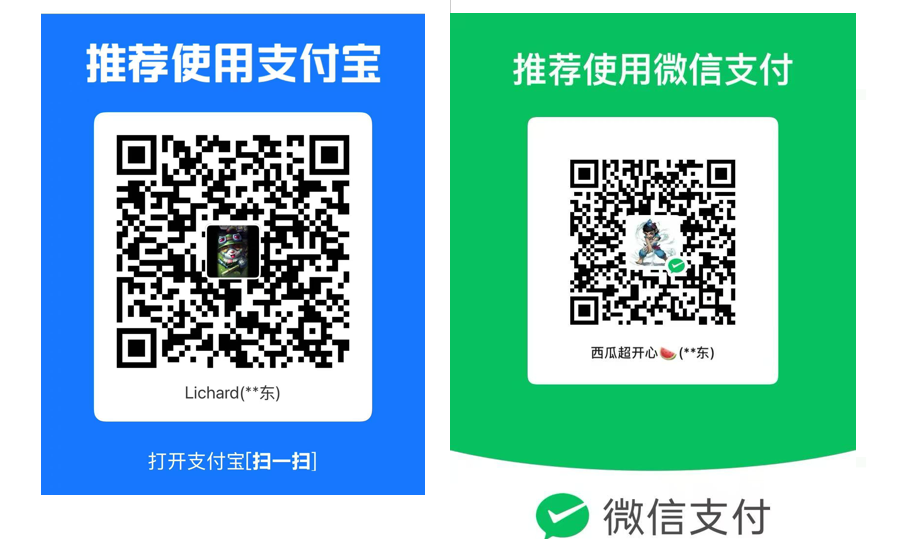 推荐使用支付宝
Lichard(**东)
打开支付宝[扫一扫]
推荐使用微信支付
西瓜超开心🍉(**东)
微信支付